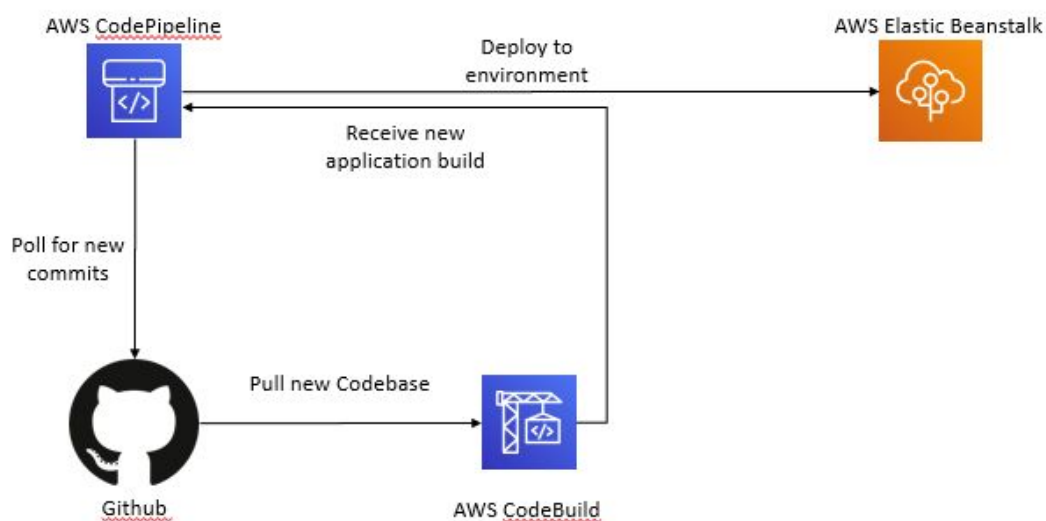 AWS CodePipeline
AWS Elastic Beanstalk
Deploy to
environment
</>
Receive new
application build
Poll for new
commits
Pull new Codebase
</>
Github
AWS CodeBuild